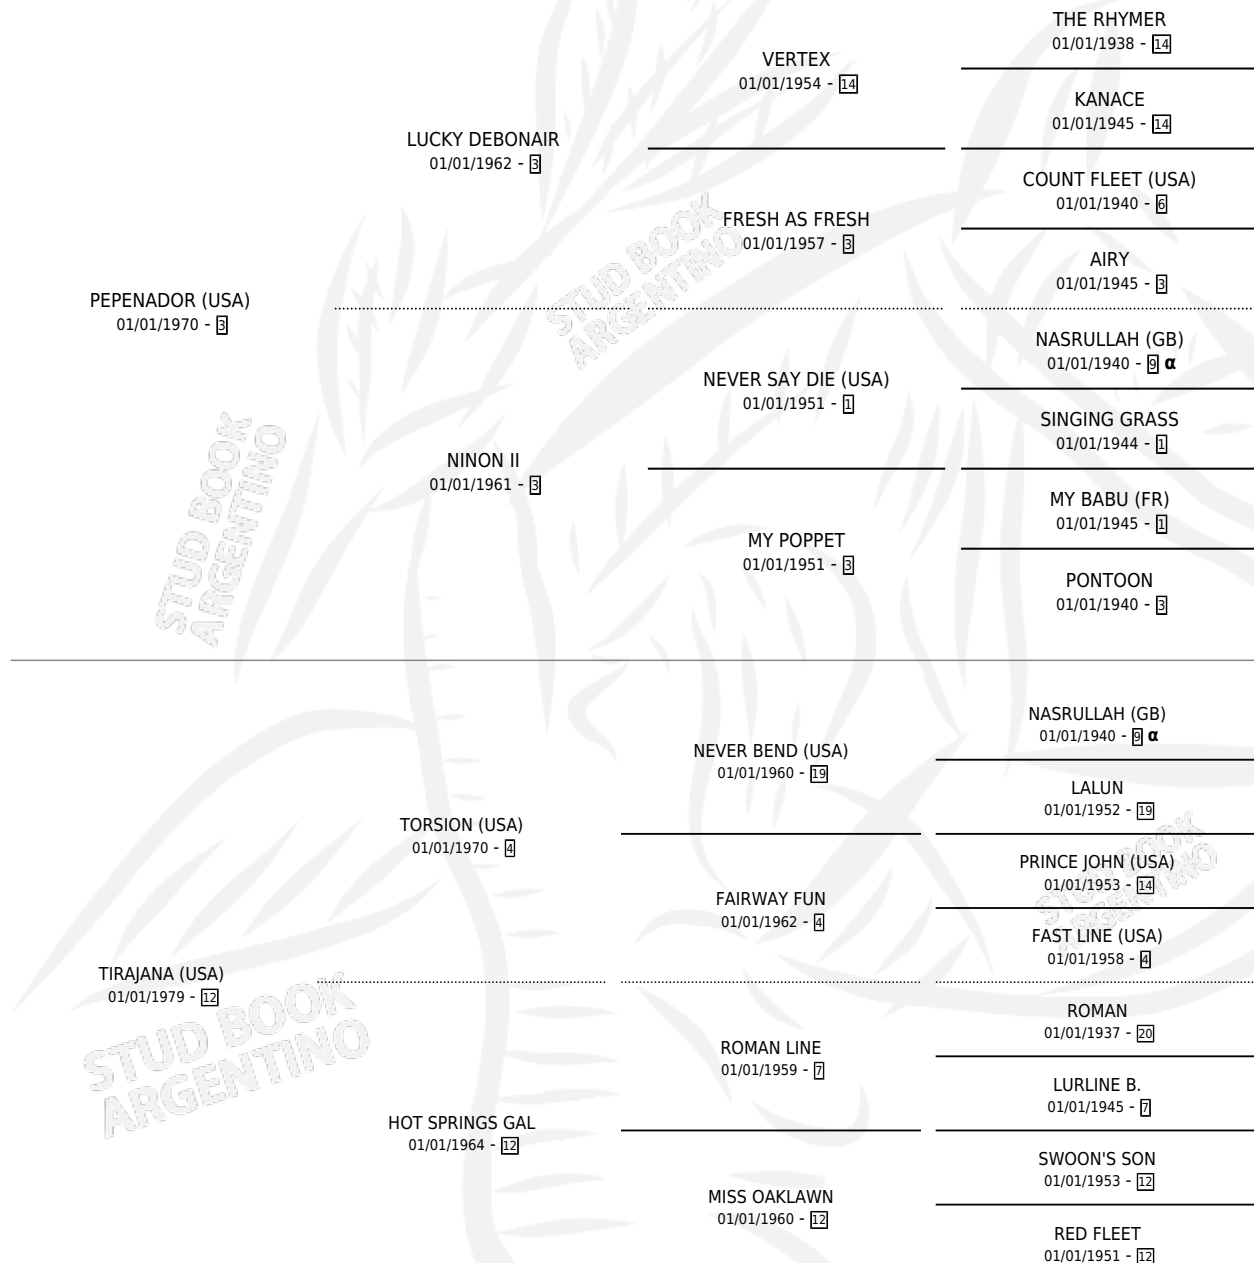 THE RHYMER
01/01/1938 - 14
VERTEX
01/01/1954 - 14
KANACE
01/01/1945 - 14
LUCKY DEBONAIR
01/01/1962 - 3
COUNT FLEET (USA)
01/01/1940 - 6
FRESH AS FRESH
01/01/1957 - 3
AIRY
01/01/1945 - 3
PEPENADOR (USA)
01/01/1970 - 3
NASRULLAH (GB)
01/01/1940 - 9 α
NEVER SAY DIE (USA)
01/01/1951 - 1
SINGING GRASS
01/01/1944 - 1
NINON II
01/01/1961 - 3
MY BABU (FR)
01/01/1945 - 1
MY POPPET
01/01/1951 - 3
PONTOON
01/01/1940 - 3
NASRULLAH (GB)
01/01/1940 - 9 α
NEVER BEND (USA)
01/01/1960 - 19
LALUN
01/01/1952 - 19
TORSION (USA)
01/01/1970 - 4
PRINCE JOHN (USA)
01/01/1953 - 14
FAIRWAY FUN
01/01/1962 - 4
FAST LINE (USA)
01/01/1958 - 4
TIRAJANA (USA)
01/01/1979 - 12
ROMAN
01/01/1937 - 20
ROMAN LINE
01/01/1959 - 7
LURLINE B.
01/01/1945 - 7
HOT SPRINGS GAL
01/01/1964 - 12
SWOON'S SON
01/01/1953 - 12
MISS OAKLAWN
01/01/1960 - 12
RED FLEET
01/01/1951 - 12
STUD BOOK
ARGENTINO
STUD BOOK
ARGENTINO
STUD BOOK
ARGENTINO
STUD BOOK
ARGENTINO